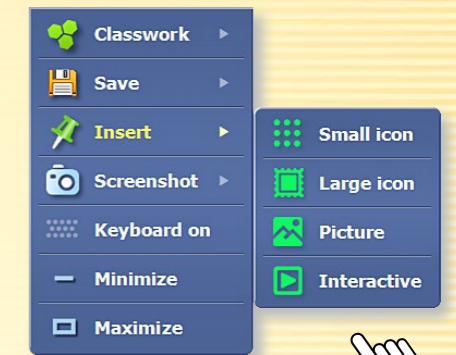 Classwork
Save
Insert
Screenshot
Keyboard on
Minimize
Maximize
Small icon
Large icon
Picture
Interactive